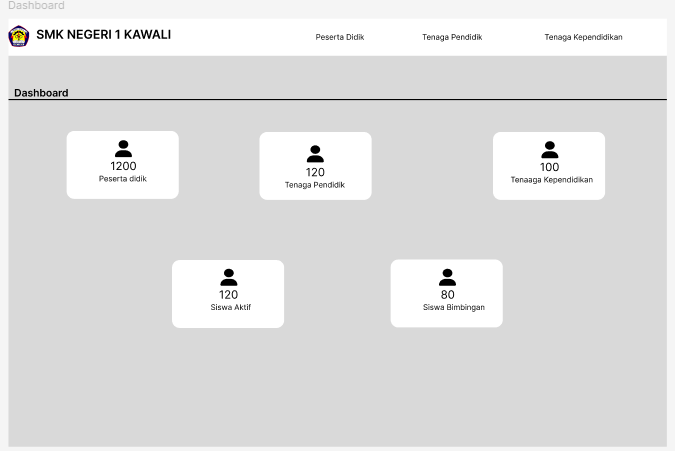 Dashboard
SMK NEGERI 1 KAWALI
Peserta Didik
Tenaga Pendidik
Tenaga Kependidikan
Dashboard
1200
Peserta didik
120
Tenaga Pendidik
100
Tenaaga Kependidikan
120
Siswa Aktif
80
Siswa Bimbingan